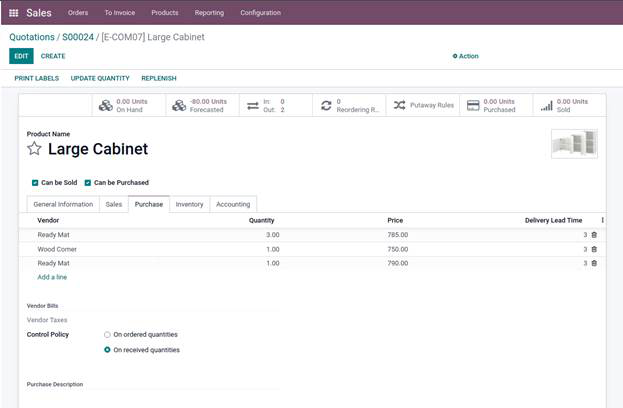 Sales Orders To Invoice Products Reporting Configuration
Quotations / S00024 / [E-COM07] Large Cabinet
EDIT CREATE Action
PRINT LABELS UPDATE QUANTITY REPLENISH
0.00 Units -80.00 Units In: 0 0 Putaway Rules 0.00 Units 0.00 Units
On Hand Forecasted Out: 2 Reordering R... Purchased Sold
Product Name
Large Cabinet
Can be Sold Can be Purchased
General Information Sales Purchase Inventory Accounting
Vendor Quantity Price Delivery Lead Time
Ready Mat 3.00 785.00 3
Wood Corner 1.00 750.00 3
Ready Mat 1.00 790.00 3
Add a line
Vendor Bills
Vendor Taxes
Control Policy On ordered quantities
On received quantities
Purchase Description